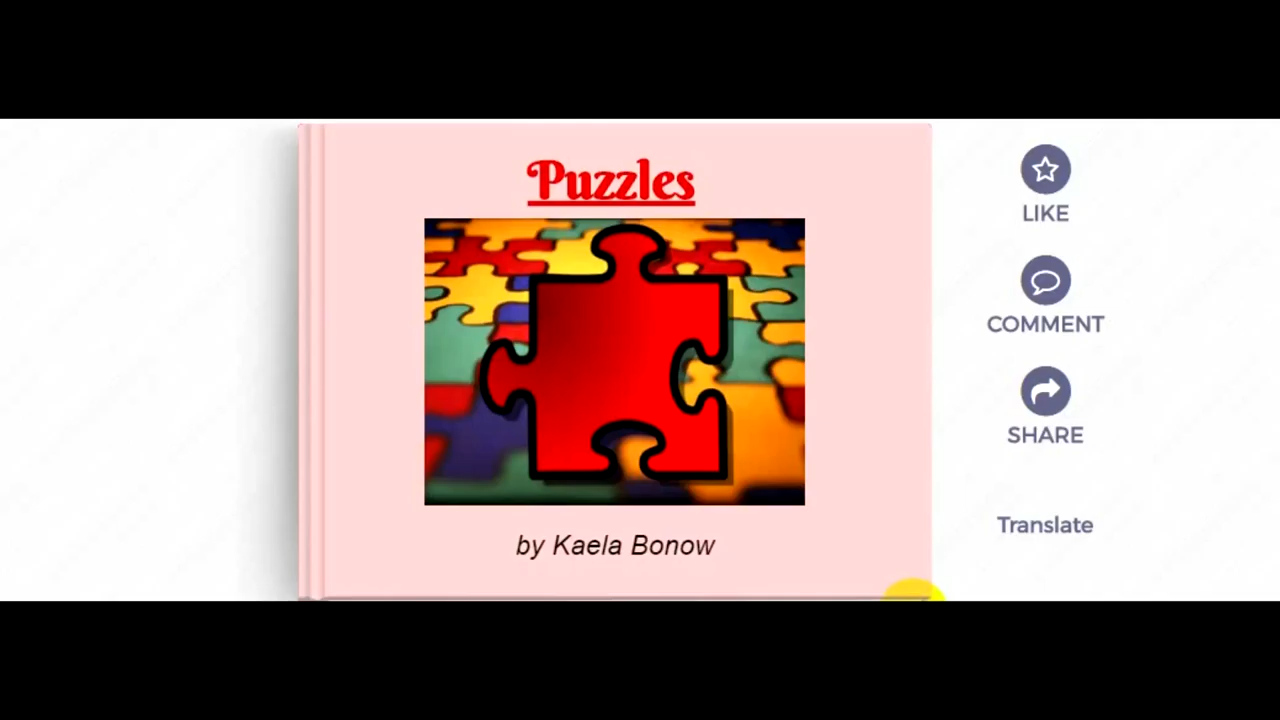 Puzzles
by Kaela Bonow
LIKE
COMMENT
SHARE
Translate